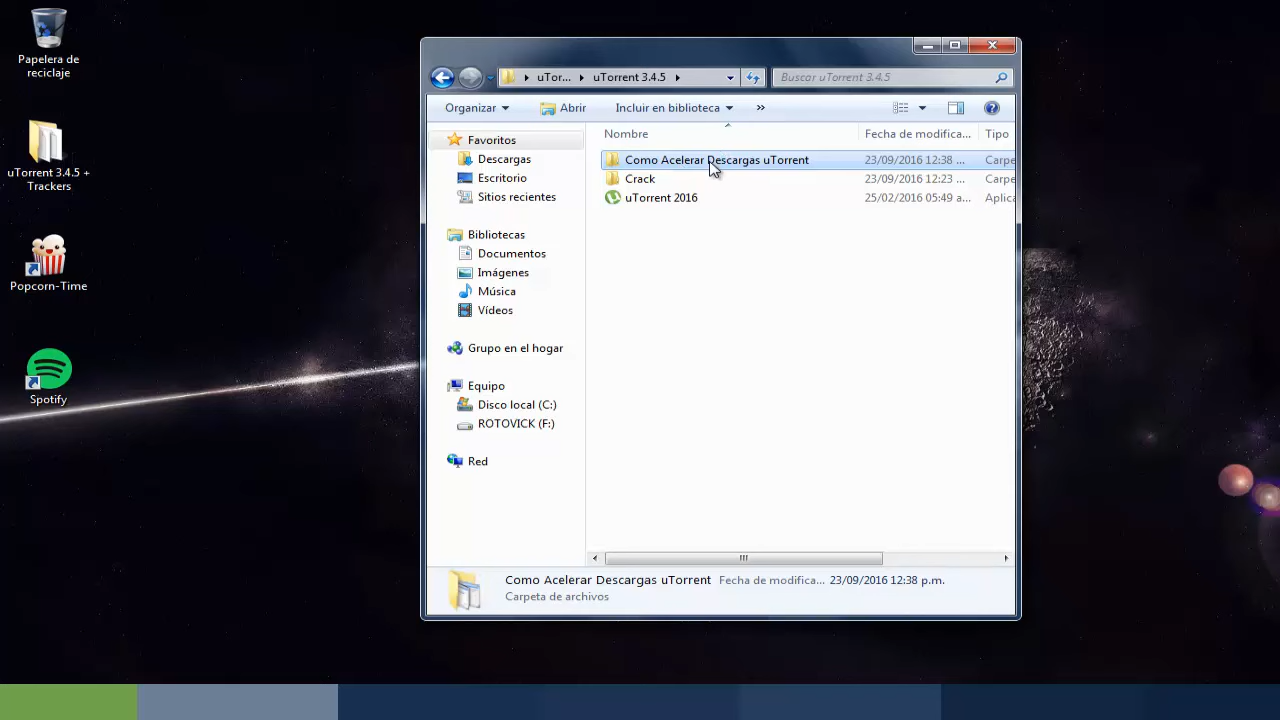 Papelera de
reciclaje
uTorrent 3.4.5 +
Trackers
Popcorn-Time
Spotify
uTor...
uTorrent 3.4.5
Buscar uTorrent 3.4.5
Organizar
Abrir
Incluir en biblioteca
»
Favoritos
Descargas
Escritorio
Sitios recientes
Bibliotecas
Documentos
Imágenes
Música
Vídeos
Grupo en el hogar
Equipo
Disco local (C:)
ROTOVICK (F:)
Red
Nombre Fecha de modifica... Tipo
Como Acelerar Descargas uTorrent 23/09/2016 12:38 ... Carpe
Crack 23/09/2016 12:23 ... Carpe
uTorrent 2016 25/02/2016 05:49 a... Aplica
Como Acelerar Descargas uTorrent Fecha de modifica... 23/09/2016 12:38 p.m.
Carpeta de archivos